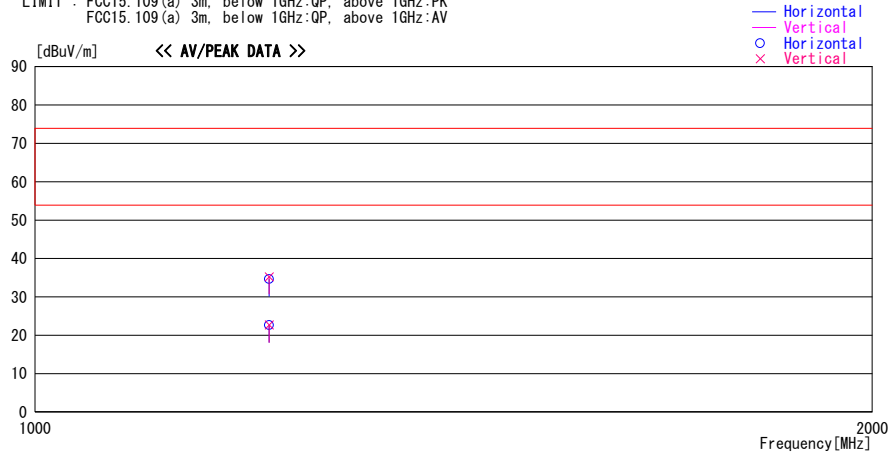 LIMIT : FCC15.109(a) 3m, below 1GHz:QP, above 1GHz:PK
FCC15.109(a) 3m, below 1GHz:QP, above 1GHz:AV
Horizontal
Vertical
Horizontal
Vertical
[dBuV/m]
<< AV/PEAK DATA >>
90
80
70
60
50
40
30
20
10
0
1000
2000
Frequency[MHz]